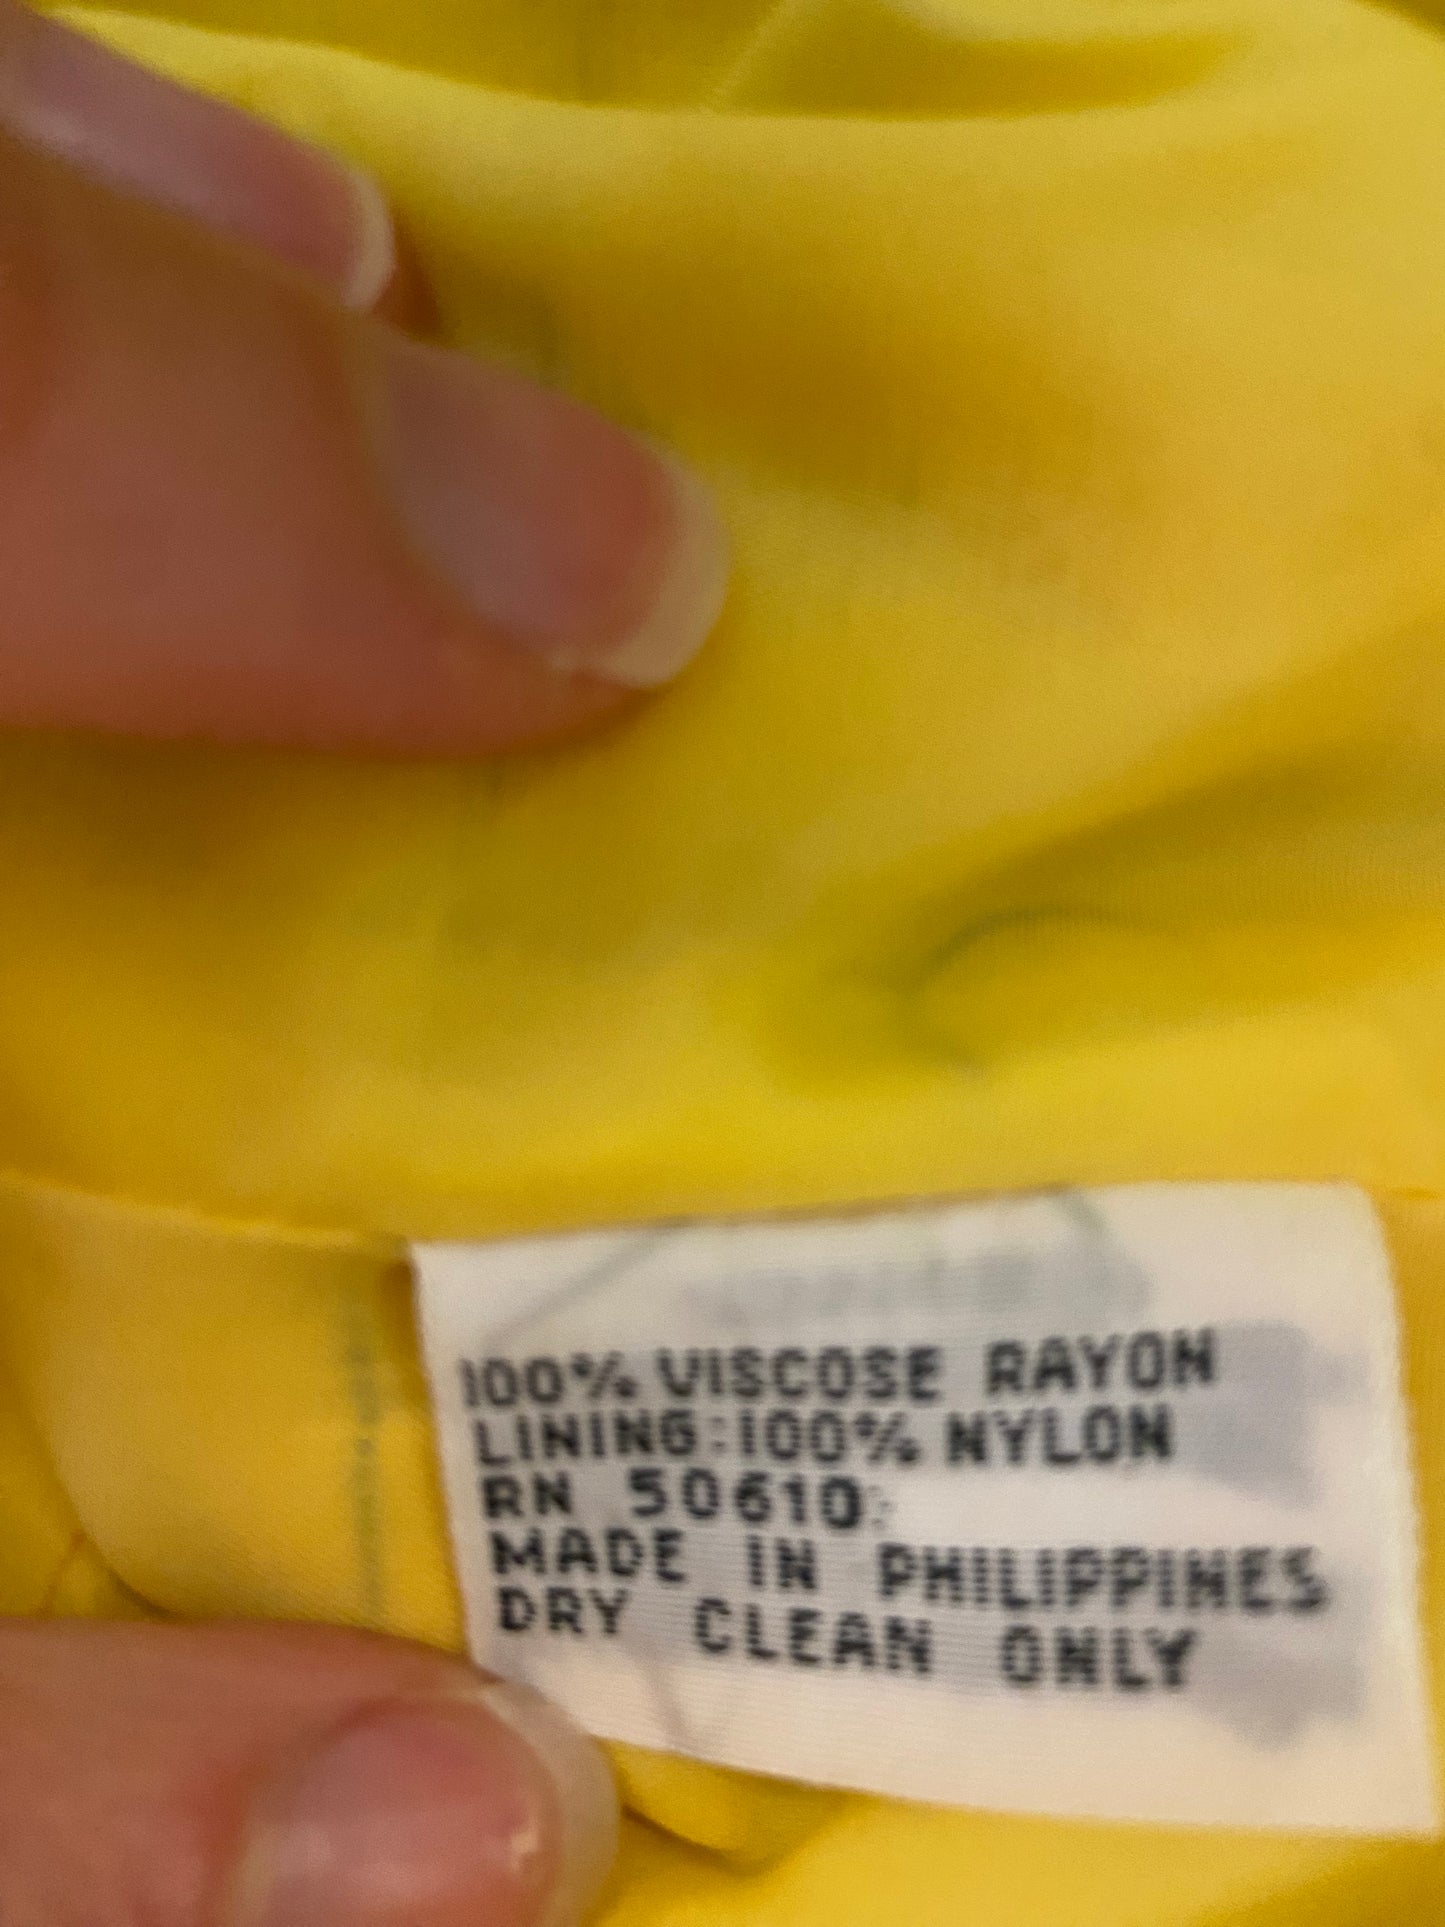 100% VISCOSE RAYON
LINING:100% NYLON
RN 50610
MADE IN PHILIPPINES
DRY CLEAN ONLY